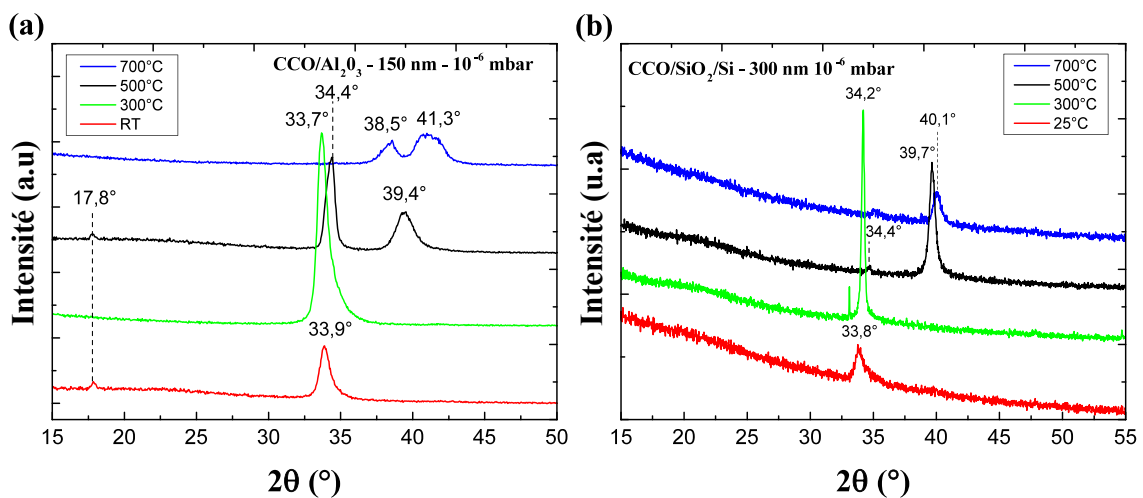 (a)
Intensité (a.u)
700°C
500°C
300°C
RT
CCO/Al₂0₃ - 150 nm - 10⁻⁶ mbar
34,4°
33,7°
38,5°
41,3°
17,8°
39,4°
33,9°
15 20 25 30 35 40 45 50
2θ (°)
(b)
Intensité (u.a)
CCO/SiO₂/Si - 300 nm 10⁻⁶ mbar
700°C
500°C
300°C
25°C
34,2°
40,1°
39,7°
34,4°
33,8°
15 20 25 30 35 40 45 50 55
2θ (°)